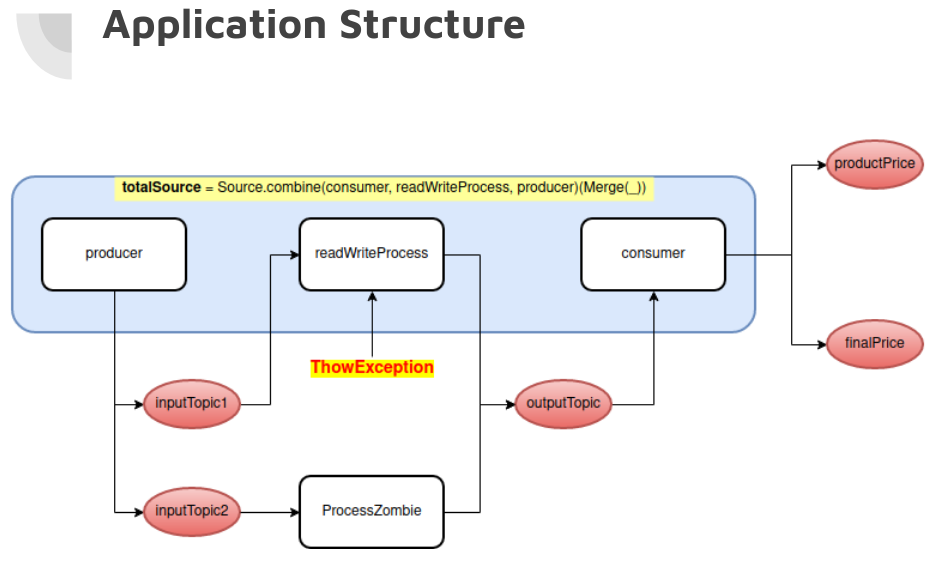 Application Structure
productPrice
totalSource = Source.combine(consumer, readWriteProcess, producer)(Merge(_))
producer
readWriteProcess
consumer
finalPrice
ThowException
inputTopic1
outputTopic
inputTopic2
ProcessZombie